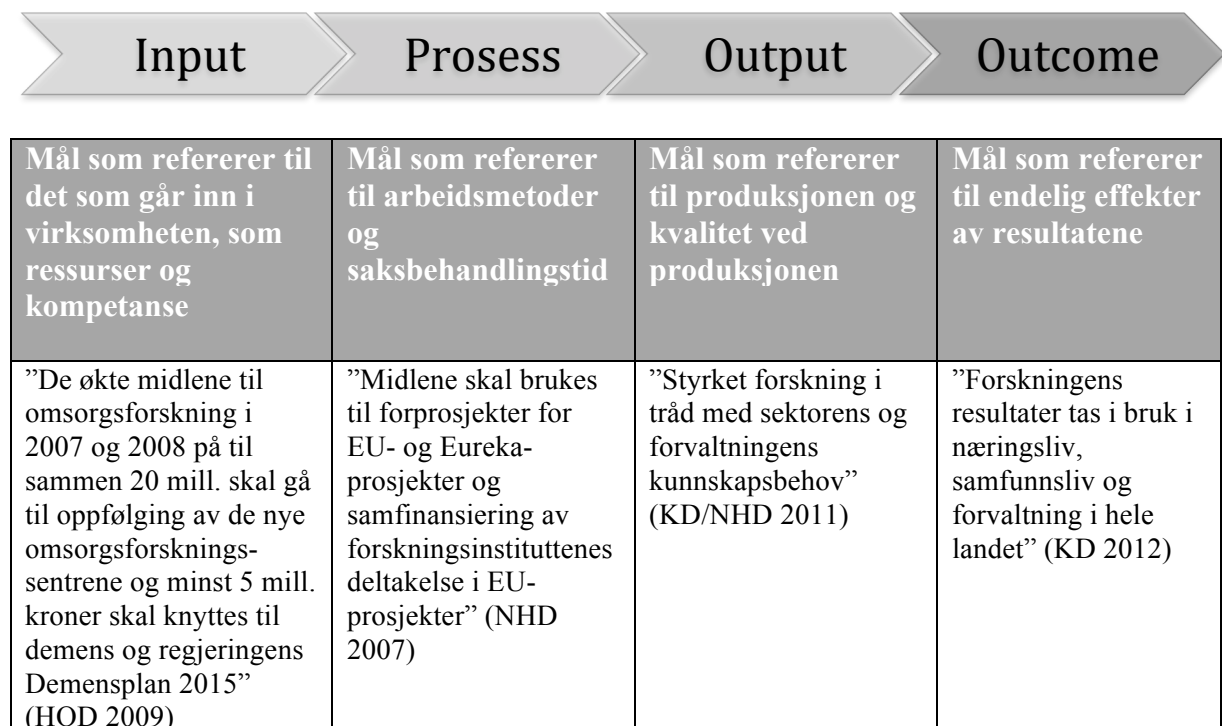 Input Prosess Output Outcome
Mål som refererer til
det som går inn i
virksomheten, som
ressurser og
kompetanse
Mål som refererer
til arbeidsmetoder
og
saksbehandlingstid
Mål som refererer
til produksjonen og
kvalitet ved
produksjonen
Mål som refererer
til endelig effekter
av resultatene
”De økte midlene til
omsorgsforskning i
2007 og 2008 på til
sammen 20 mill. skal gå
til oppfølging av de nye
omsorgsforsknings-
sentrene og minst 5 mill.
kroner skal knyttes til
demens og regjeringens
Demensplan 2015”
(HOD 2009)
”Midlene skal brukes
til forprosjekter for
EU- og Eureka-
prosjekter og
samfinansiering av
forskningsinstituttenes
deltakelse i EU-
prosjekter” (NHD
2007)
”Styrket forskning i
tråd med sektorens og
forvaltningens
kunnskapsbehov”
(KD/NHD 2011)
”Forskningens
resultater tas i bruk i
næringsliv,
samfunnsliv og
forvaltning i hele
landet” (KD 2012)